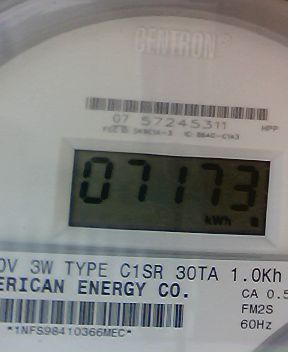 CENTRON
07 57245311
HPP
07173
kWh
0V 3W TYPE C1SR 30TA 1.0Kh
ERICAN ENERGY CO.
CA 0.5
FM2S
60Hz
*1NFS98410366MEC*